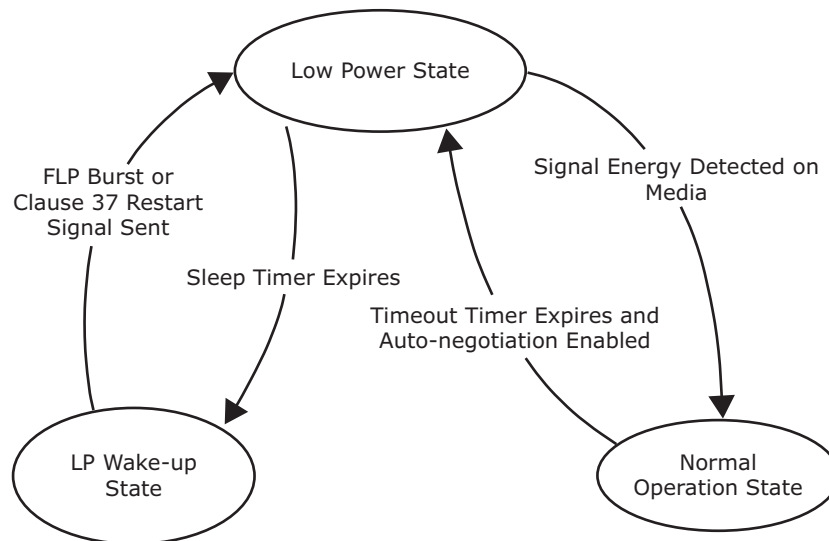 Low Power State
FLP Burst or
Clause 37 Restart
Signal Sent
Signal Energy Detected on
Media
Sleep Timer Expires
Timeout Timer Expires and
Auto-negotiation Enabled
LP Wake-up
State
Normal
Operation State